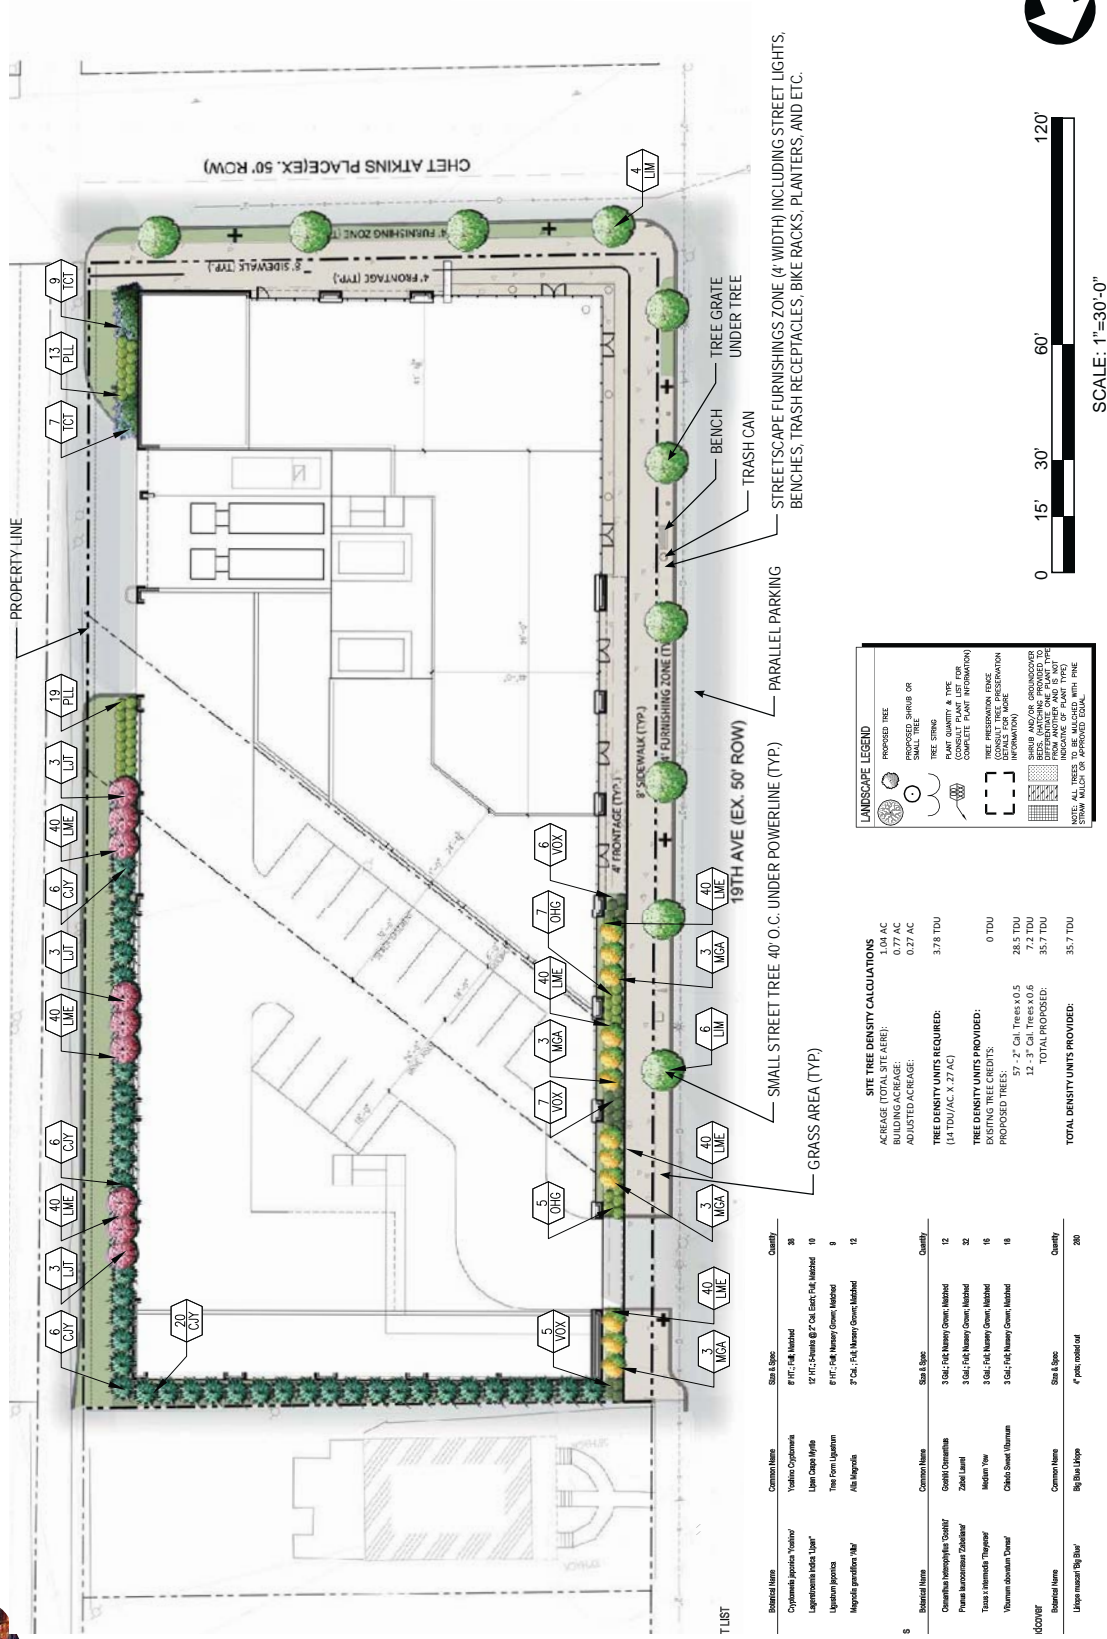 PROPERTY LINE
CHET ATKINS PLACE(EX. 50' ROW)
4' FURNISHING ZONE (T
8' SIDEWALK (TYP.)
4' FRONTAGE (TYP.)
6
CJY
3
LJT
40
LME
6
CJY
40
LME
3
LJT
6
CJY
40
LME
3
LJT
19
PLL
7
TCT
13
PLL
9
TCT
20
CJY
4
LIM
5
VOX
5
OHG
7
VOX
3
MGA
40
LME
7
OHG
6
VOX
3
MGA
40
LME
3
MGA
40
LME
6
LIM
3
MGA
40
LME
4' FRONTAGE (TYP.)
8' SIDEWALK (TYP.)
4' FURNISHING ZONE (TY
19TH AVE (EX. 50' ROW)
TREE GRATE
UNDER TREE
BENCH
TRASH CAN
STREETSCAPE FURNISHINGS ZONE (4' WIDTH) INCLUDING STREET LIGHTS,
BENCHES, TRASH RECEPTACLES, BIKE RACKS, PLANTERS, AND ETC.
PARALLEL PARKING
SMALL STREET TREE 40' O.C. UNDER POWERLINE (TYP.)
GRASS AREA (TYP.)
T LIST
Botanical Name Common Name Size & Spec Quantity
Cryptomeria japonica 'Yoshino' Yoshino Cryptomeria 8' HT.; Full; Matched 38
Lagerstroemia indica 'Lipan' Lipan Crape Myrtle 12' HT.; 5-trunks @ 2" Cal. Each; Full; Matched 10
Ligustrum japonica Tree Form Ligustrum 6' HT.; Full; Nursery Grown; Matched 9
Magnolia grandiflora 'Alta' Alta Magnolia 3" Cal.; Full; Nursery Grown; Matched 12
S
Botanical Name Common Name Size & Spec Quantity
Osmanthus heterophyllus 'Goshiki' Goshiki Osmanthus 3 Gal.; Full; Nursery Grown; Matched 12
Prunus laurocerasus 'Zabeliana' Zabel Laurel 3 Gal.; Full; Nursery Grown; Matched 32
Taxus x intermedia 'Thayerae' Medium Yew 3 Gal.; Full; Nursery Grown; Matched 16
Viburnum obovatum 'Densa' Chindo Sweet Viburnum 3 Gal.; Full; Nursery Grown; Matched 18
ndcover
Botanical Name Common Name Size & Spec Quantity
Liriope muscari 'Big Blue' Big Blue Liriope 4" pots; rooted out 280
SITE TREE DENSITY CALCULATIONS
ACREAGE (TOTAL SITE AERE): 1.04 AC
BUILDING ACREAGE: 0.77 AC
ADJUSTED ACREAGE: 0.27 AC
TREE DENSITY UNITS REQUIRED: 3.78 TDU
(14 TDU/AC. X .27 AC)
TREE DENSITY UNITS PROVIDED:
EXISITNG TREE CREDITS: 0 TDU
PROPOSED TREES:
57 - 2" Cal. Trees x 0.5 28.5 TDU
12 - 3" Cal. Trees x 0.6 7.2 TDU
TOTAL PROPOSED: 35.7 TDU
TOTAL DENSITY UNITS PROVIDED: 35.7 TDU
LANDSCAPE LEGEND
PROPOSED TREE
PROPOSED SHRUB OR
SMALL TREE
TREE STRING
PLANT QUANTITY & TYPE
(CONSULT PLANT LIST FOR
COMPLETE PLANT INFORMATION)
TREE PRESERVATION FENCE
(CONSULT TREE PRESERVATION
DETAILS FOR MORE
INFORMATION)
SHRUB AND/OR GROUNDCOVER
BEDS. (HATCHING PROVIDED TO
DIFFERENTIATE ONE PLANT TYPE
FROM ANOTHER AND IS NOT
INDICATIVE OF PLANT TYPE)
NOTE: ALL TREES TO BE MULCHED WITH PINE
STRAW MULCH OR APPROVED EQUAL.
0 15' 30' 60' 120'
SCALE: 1"=30'-0"